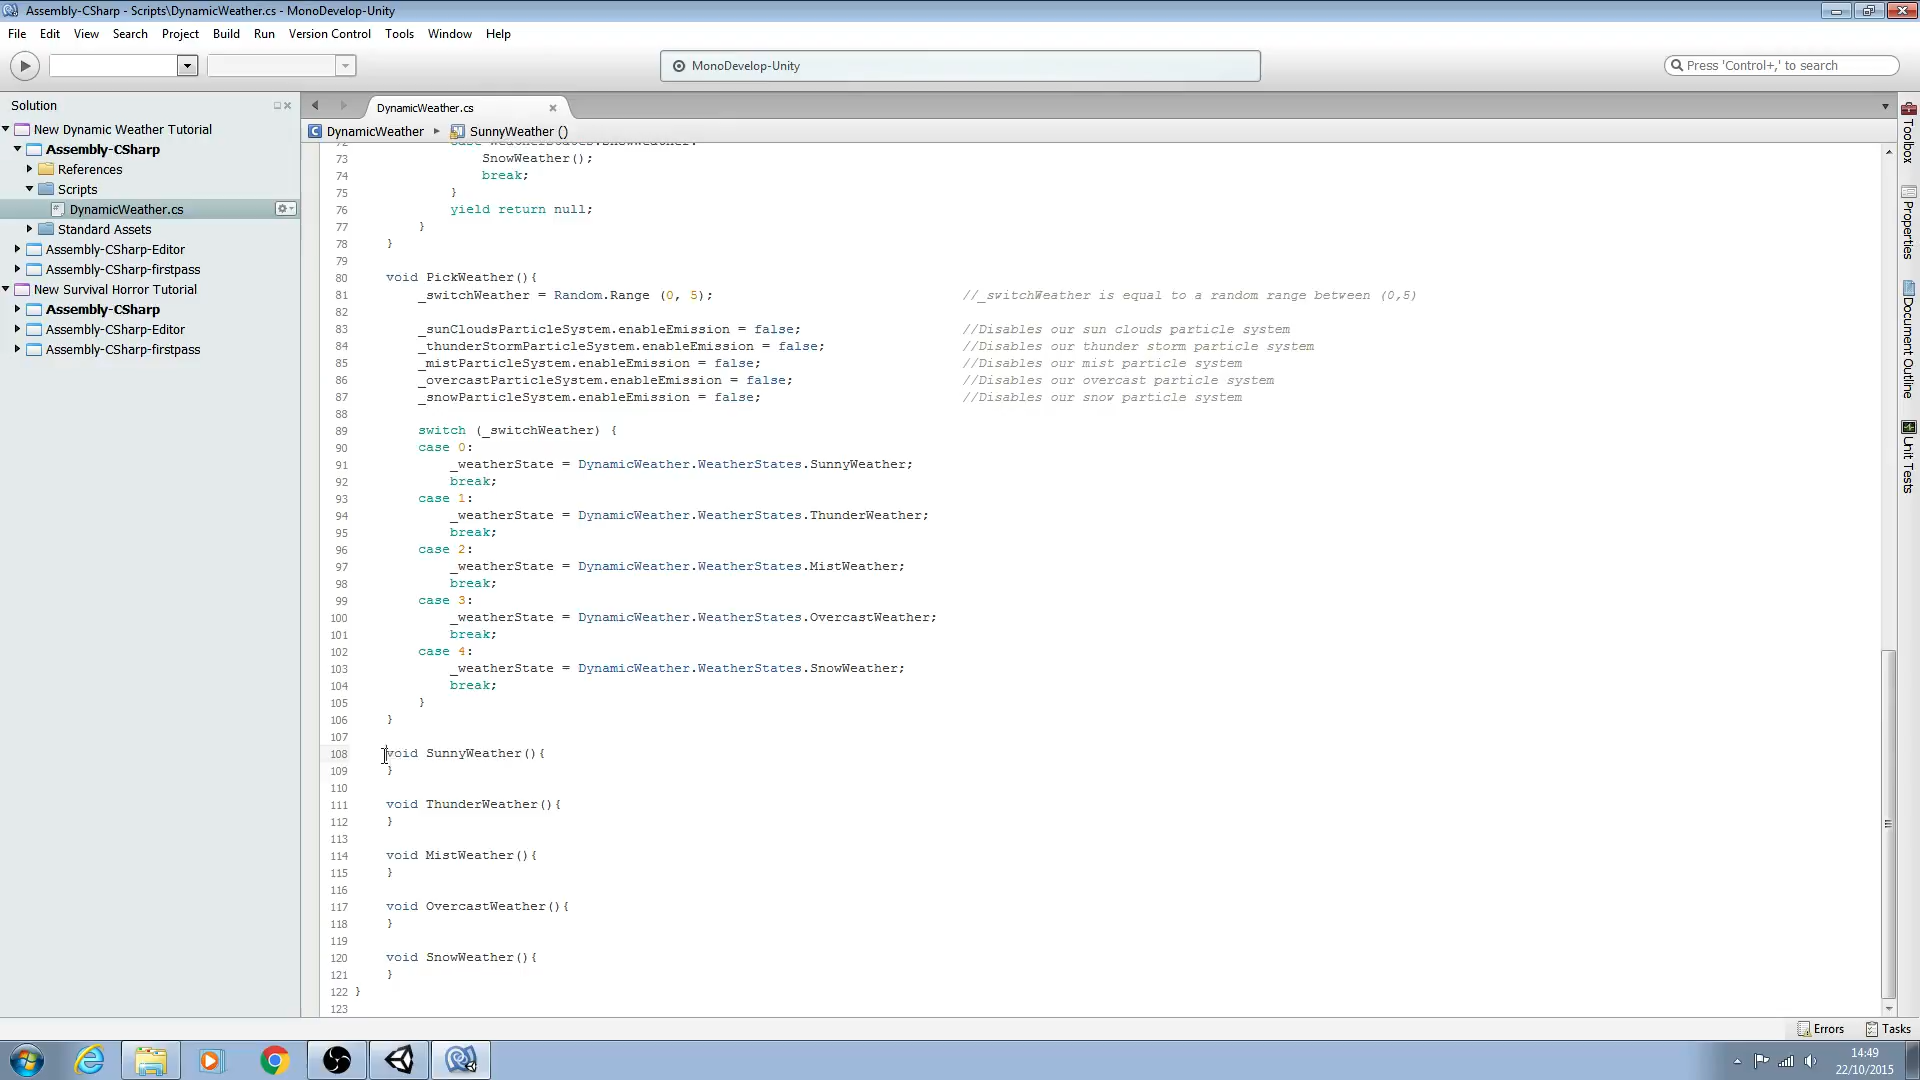 Assembly-CSharp - Scripts\DynamicWeather.cs - MonoDevelop-Unity
File Edit View Search Project Build Run Version Control Tools Window Help
MonoDevelop-Unity
Press 'Control+,' to search
Solution
New Dynamic Weather Tutorial
Assembly-CSharp
References
Scripts
DynamicWeather.cs
Standard Assets
Assembly-CSharp-Editor
Assembly-CSharp-firstpass
New Survival Horror Tutorial
Assembly-CSharp
Assembly-CSharp-Editor
Assembly-CSharp-firstpass
DynamicWeather.cs
DynamicWeather SunnyWeather ()
73 SnowWeather();
74 break;
75 }
76 yield return null;
77 }
78 }
79
80 void PickWeather(){
81 _switchWeather = Random.Range (0, 5); //_switchWeather is equal to a random range between (0,5)
82
83 _sunCloudsParticleSystem.enableEmission = false; //Disables our sun clouds particle system
84 _thunderStormParticleSystem.enableEmission = false; //Disables our thunder storm particle system
85 _mistParticleSystem.enableEmission = false; //Disables our mist particle system
86 _overcastParticleSystem.enableEmission = false; //Disables our overcast particle system
87 _snowParticleSystem.enableEmission = false; //Disables our snow particle system
88
89 switch (_switchWeather) {
90 case 0:
91 _weatherState = DynamicWeather.WeatherStates.SunnyWeather;
92 break;
93 case 1:
94 _weatherState = DynamicWeather.WeatherStates.ThunderWeather;
95 break;
96 case 2:
97 _weatherState = DynamicWeather.WeatherStates.MistWeather;
98 break;
99 case 3:
100 _weatherState = DynamicWeather.WeatherStates.OvercastWeather;
101 break;
102 case 4:
103 _weatherState = DynamicWeather.WeatherStates.SnowWeather;
104 break;
105 }
106 }
107
108 void SunnyWeather(){
109 }
110
111 void ThunderWeather(){
112 }
113
114 void MistWeather(){
115 }
116
117 void OvercastWeather(){
118 }
119
120 void SnowWeather(){
121 }
122 }
123
Toolbox
Properties
Document Outline
Unit Tests
Errors Tasks
14:49
22/10/2015